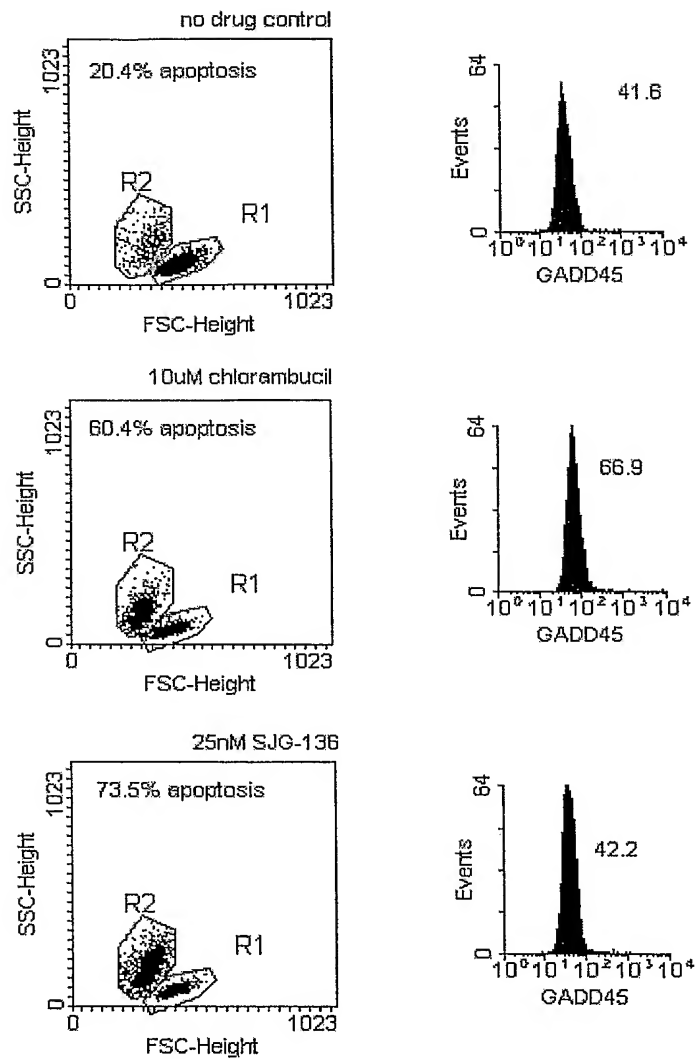 no drug control
1023
20.4% apoptosis
R2
R1
SSC-Height
0
0
1023
FSC-Height
64
41.6
Events
0
10⁰ 10¹ 10² 10³ 10⁴
GADD45
10uM chlorambucil
1023
60.4% apoptosis
R2
R1
SSC-Height
0
0
1023
FSC-Height
64
66.9
Events
0
10⁰ 10¹ 10² 10³ 10⁴
GADD45
25nM SJG-136
1023
73.5% apoptosis
R2
R1
SSC-Height
0
0
1023
FSC-Height
64
42.2
Events
0
10⁰ 10¹ 10² 10³ 10⁴
GADD45